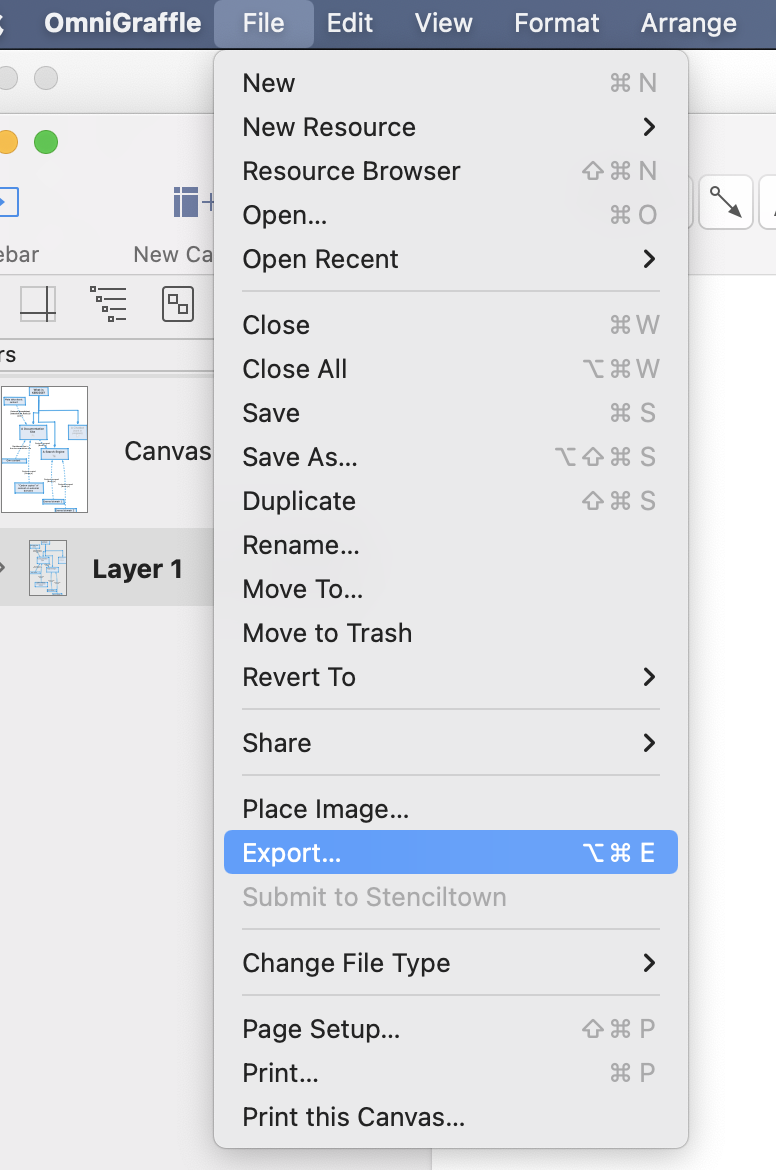 OmniGraffle File Edit View Format Arrange
New ⌘ N
New Resource
Resource Browser ⇧ ⌘ N
Open... ⌘ O
Open Recent
Close ⌘ W
Close All ⌥ ⌘ W
Save ⌘ S
Save As... ⌥ ⇧ ⌘ S
Duplicate ⇧ ⌘ S
Rename...
Move To...
Move to Trash
Revert To
Share
Place Image...
Export... ⌥ ⌘ E
Submit to Stenciltown
Change File Type
Page Setup... ⇧ ⌘ P
Print... ⌘ P
Print this Canvas...
ebar
New Ca
rs
Canvas
Layer 1